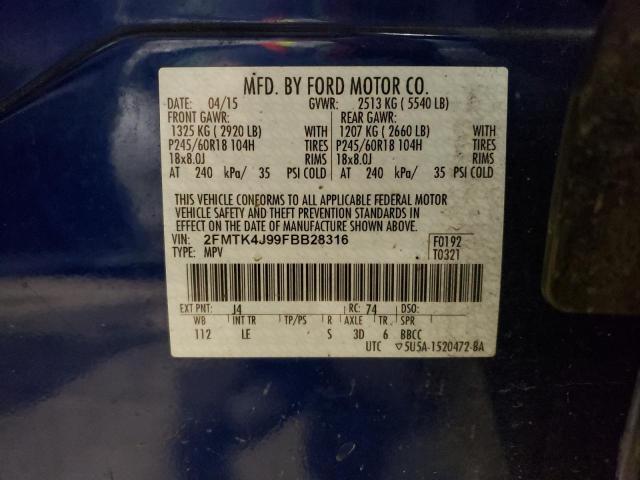 MFD. BY FORD MOTOR CO.
DATE: 04/15 GVWR: 2513 KG ( 5540 LB)
FRONT GAWR: REAR GAWR:
1325 KG ( 2920 LB) WITH 1207 KG ( 2660 LB) WITH
P245/60R18 104H TIRES P245/60R18 104H TIRES
18x8.0J RIMS 18x8.0J RIMS
AT 240 kPa/ 35 PSI COLD AT 240 kPa/ 35 PSI COLD
THIS VEHICLE CONFORMS TO ALL APPLICABLE FEDERAL MOTOR
VEHICLE SAFETY AND THEFT PREVENTION STANDARDS IN
EFFECT ON THE DATE OF MANUFACTURE SHOWN ABOVE.
VIN: 2FMTK4J99FBB28316 F0192
TYPE: MPV T0321
EXT PNT: J4 RC: 74 DSO:
WB INT TR TP/PS R AXLE TR SPR
112 LE S 3D 6 BBCC
UTC ▽5U5A-1520472-BA